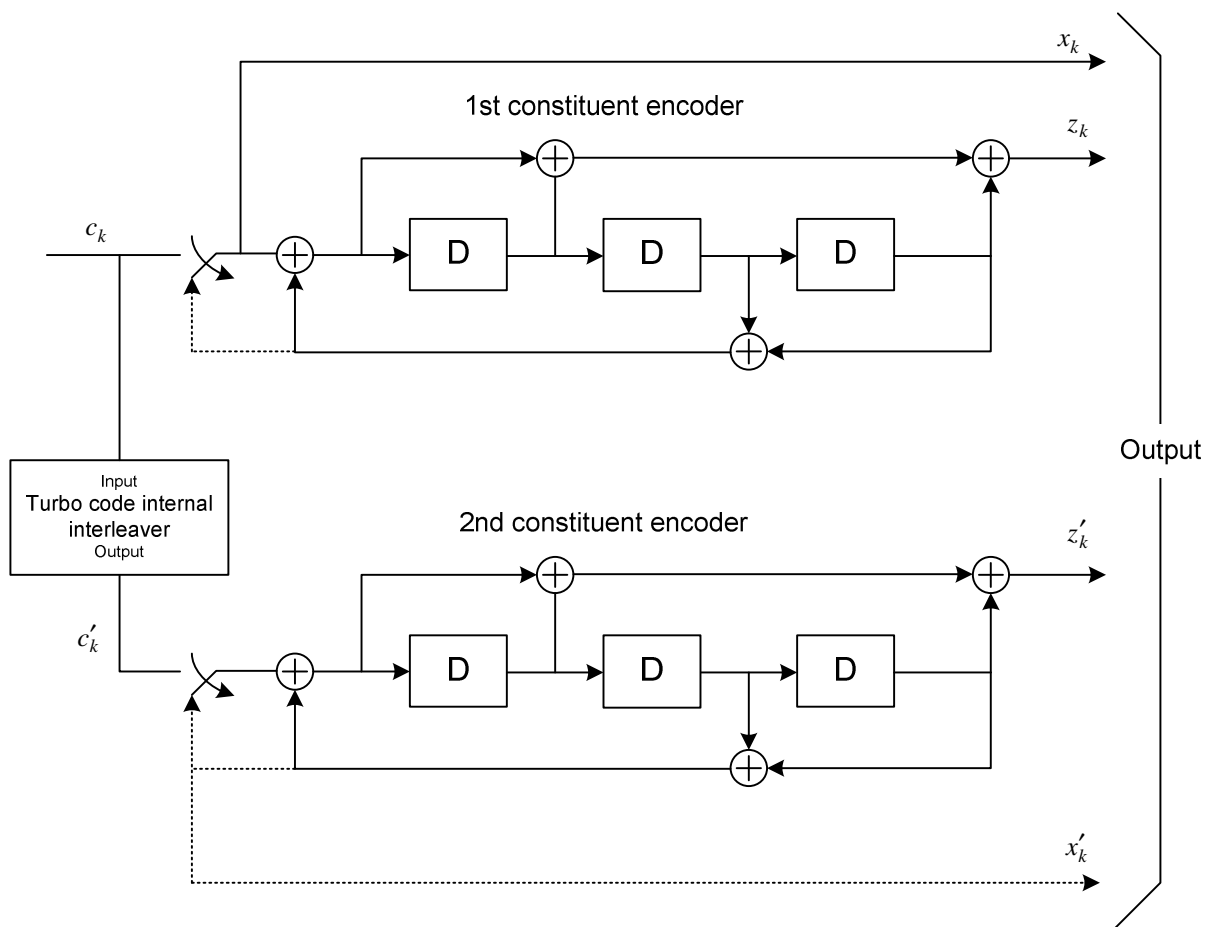 x_k
1st constituent encoder
z_k
c_k
D D D
Output
Input
Turbo code internal
interleaver
Output
2nd constituent encoder
z′_k
c′_k
D D D
x′_k